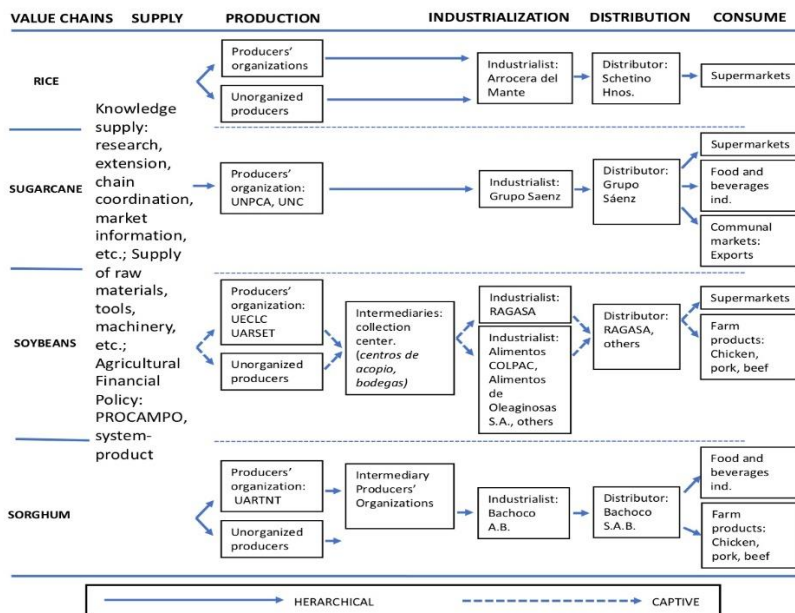 VALUE CHAINS SUPPLY PRODUCTION INDUSTRIALIZATION DISTRIBUTION CONSUME
RICE
Knowledge
supply:
research,
extension,
chain
coordination,
market
information,
etc.; Supply
of raw
materials,
tools,
machinery,
etc.;
Agricultural
Financial
Policy:
PROCAMPO,
system-
product
Producers'
organizations
Unorganized
producers
Industrialist:
Arrocera del
Mante
Distributor:
Schetino
Hnos.
Supermarkets
SUGARCANE
Producers'
organization:
UNPCA, UNC
Industrialist:
Grupo Saenz
Distributor:
Grupo
Sáenz
Supermarkets
Food and
beverages
ind.
Communal
markets:
Exports
SOYBEANS
Producers'
organization:
UECLC
UARSET
Unorganized
producers
Intermediaries:
collection
center.
(centros de
acopio,
bodegas)
Industrialist:
RAGASA
Industrialist:
Alimentos
COLPAC,
Alimentos
de
Oleaginosas
S.A., others
Distributor:
RAGASA,
others
Supermarkets
Farm
products:
Chicken,
pork, beef
SORGHUM
Producers'
organization:
UARTNT
Unorganized
producers
Intermediary
Producers'
Organizations
Industrialist:
Bachoco
A.B.
Distributor:
Bachoco
S.A.B.
Food and
beverages
ind.
Farm
products:
Chicken,
pork, beef
HERARCHICAL CAPTIVE